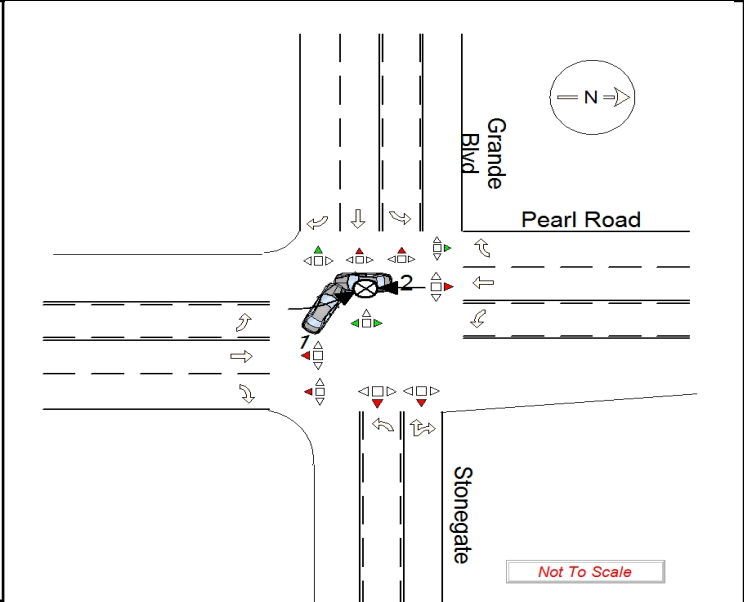 N
Grande
Blvd
Pearl Road
2
1
Stonegate
Not To Scale